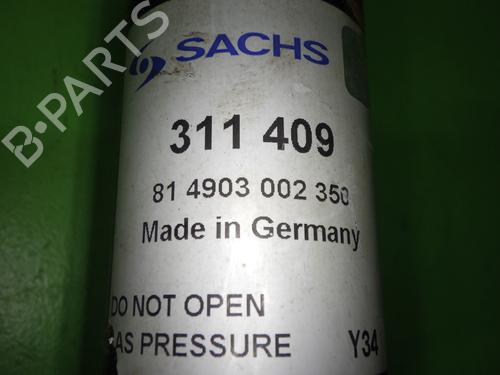 SACHS
B-PARTS
311 409
81 4903 002 350
Made in Germany
DO NOT OPEN
GAS PRESSURE Y34